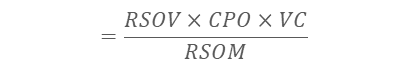 = RSOV × CPO × VC
RSOM